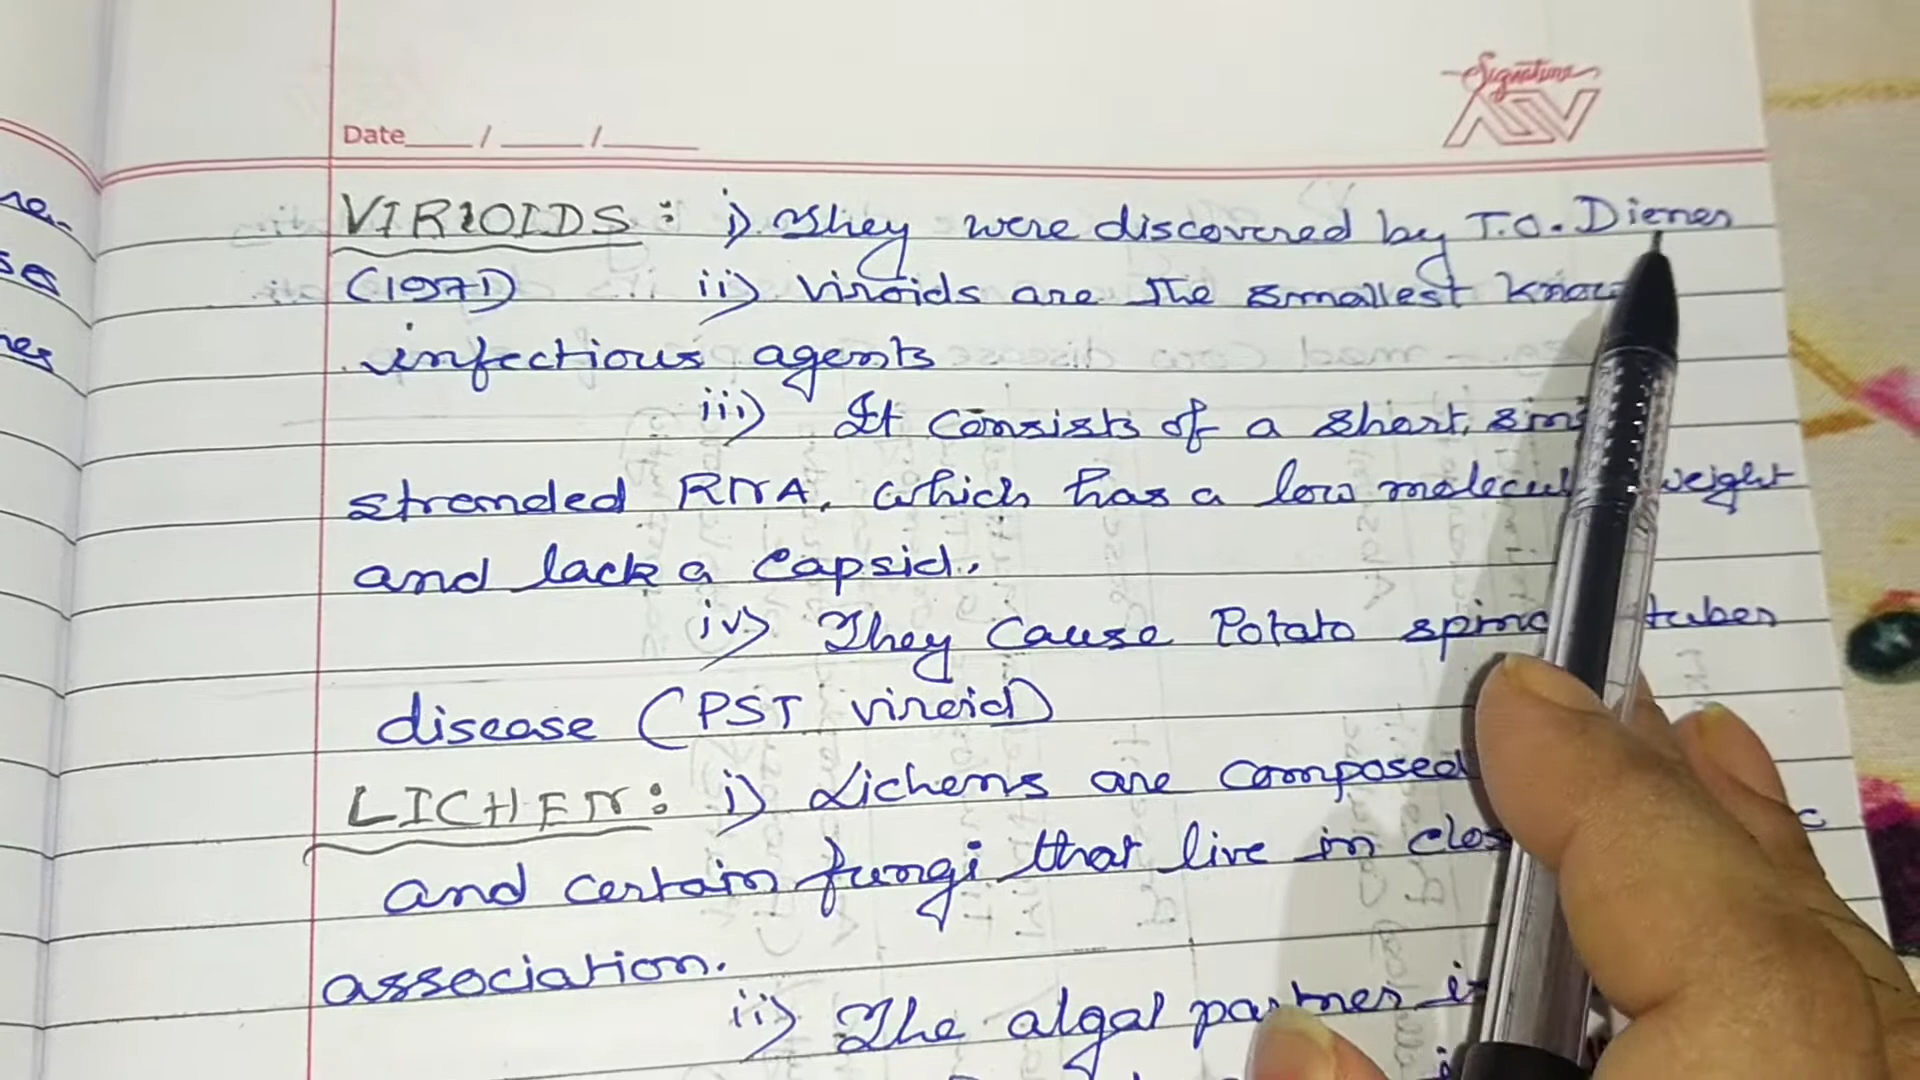 Signature
Date / /
VIRIOIDS : i) They were discovered by T.O. Diener
(1971) ii) Viroids are the smallest
infectious agents
iii) It consists of a short,
stranded RNA, which has a low weight
and lack a capsid.
iv) They cause Potato tuber
disease (PST viroid)
LICHEN : i) Lichens are composed
and certain fungi that live in
association.
ii) The algal partner